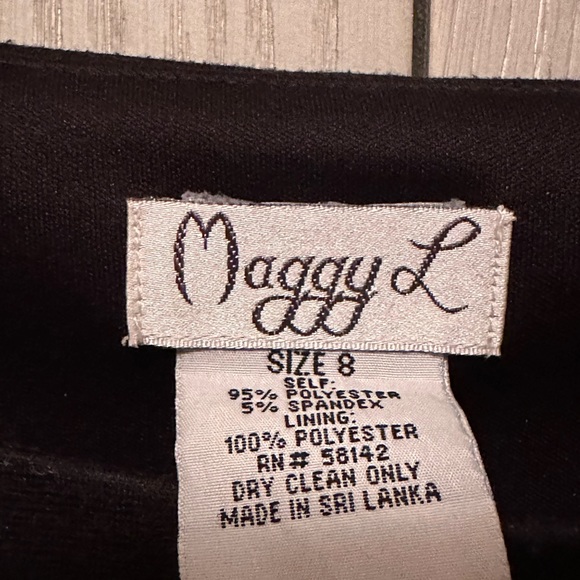 Maggy L
SIZE 8
SELF:
95% POLYESTER
5% SPANDEX
LINING:
100% POLYESTER
RN# 58142
DRY CLEAN ONLY
MADE IN SRI LANKA